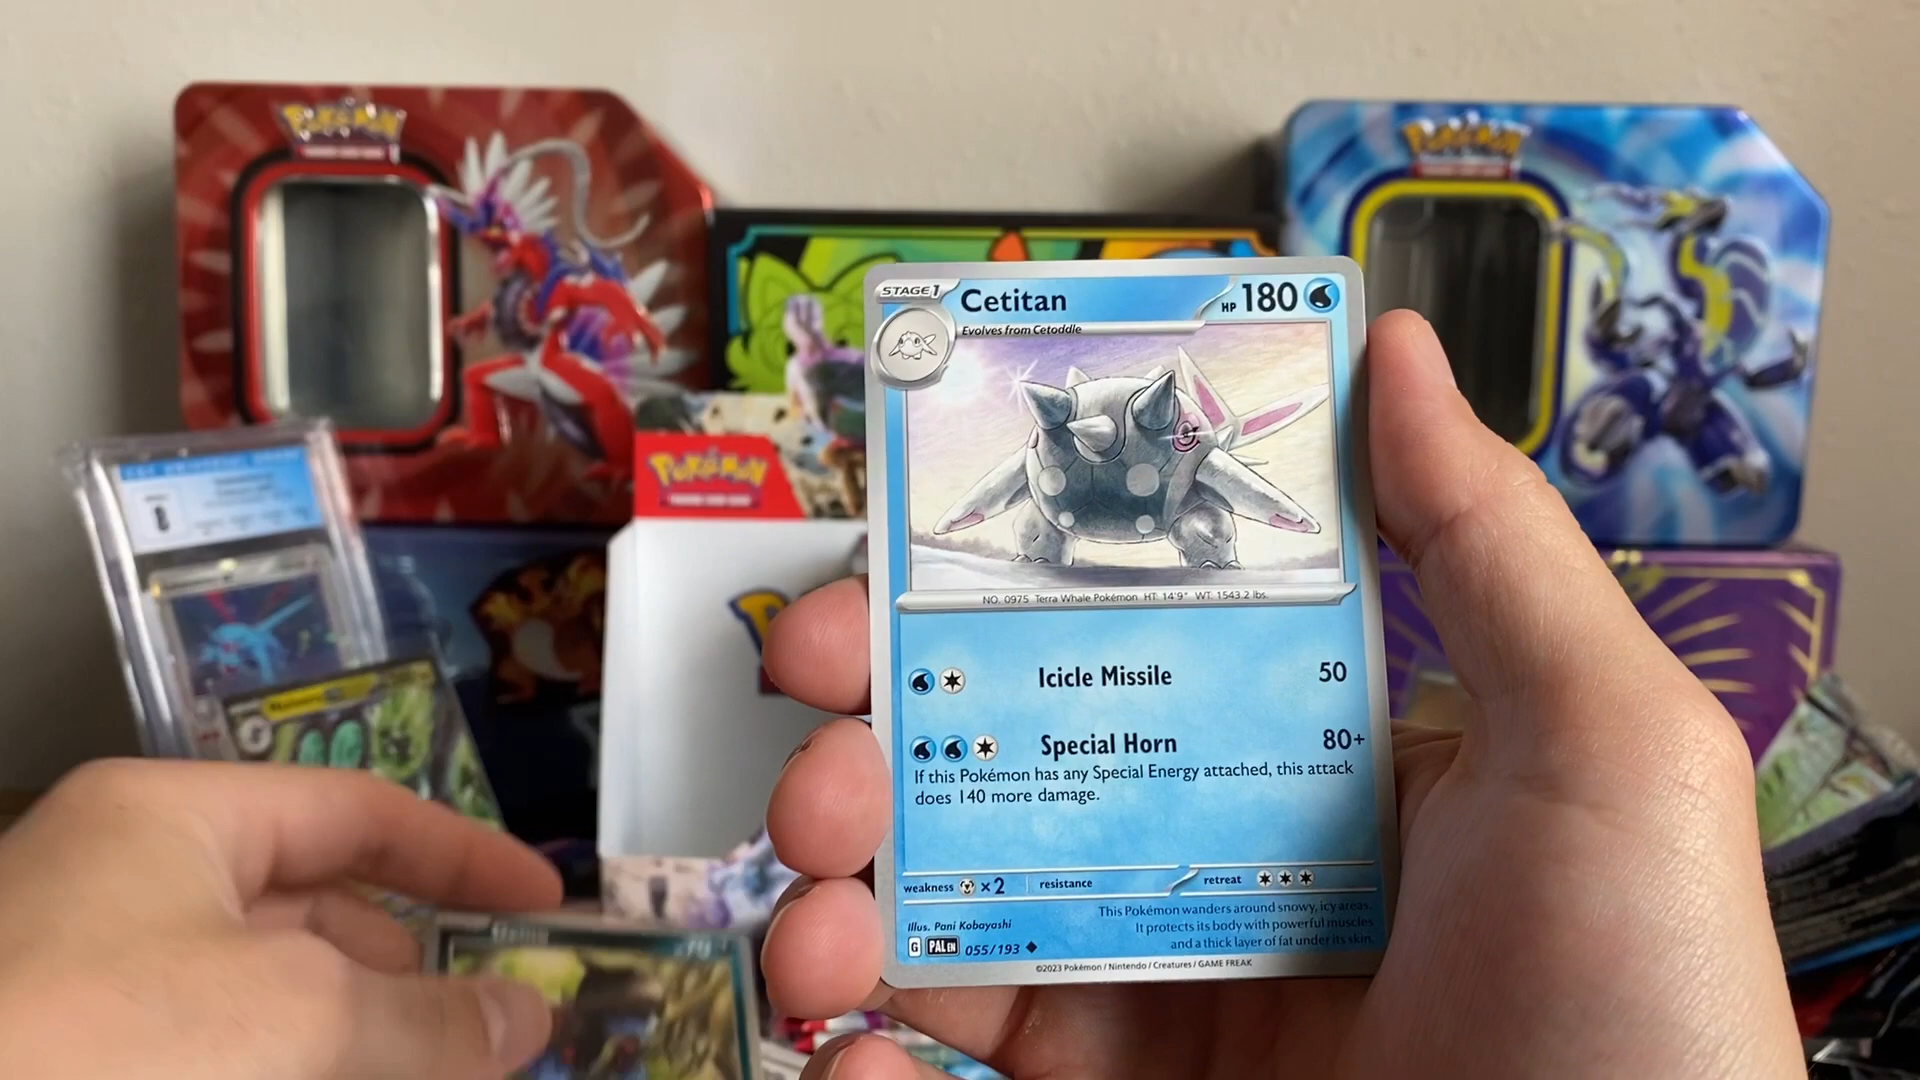 Pokémon
Pokémon
STAGE 1
Cetitan
HP 180
Evolves from Cetoddle
Pokémon
8
NO. 0975 Terra Whale Pokémon HT: 14'9" WT: 1543.2 lbs.
Icicle Missile 50
Special Horn 80+
If this Pokémon has any Special Energy attached, this attack
does 140 more damage.
weakness ×2 resistance retreat
Illus. Pani Kobayashi
This Pokémon wanders around snowy, icy areas.
It protects its body with powerful muscles
and a thick layer of fat under its skin.
G PAL EN 055/193
©2023 Pokémon / Nintendo / Creatures / GAME FREAK
70